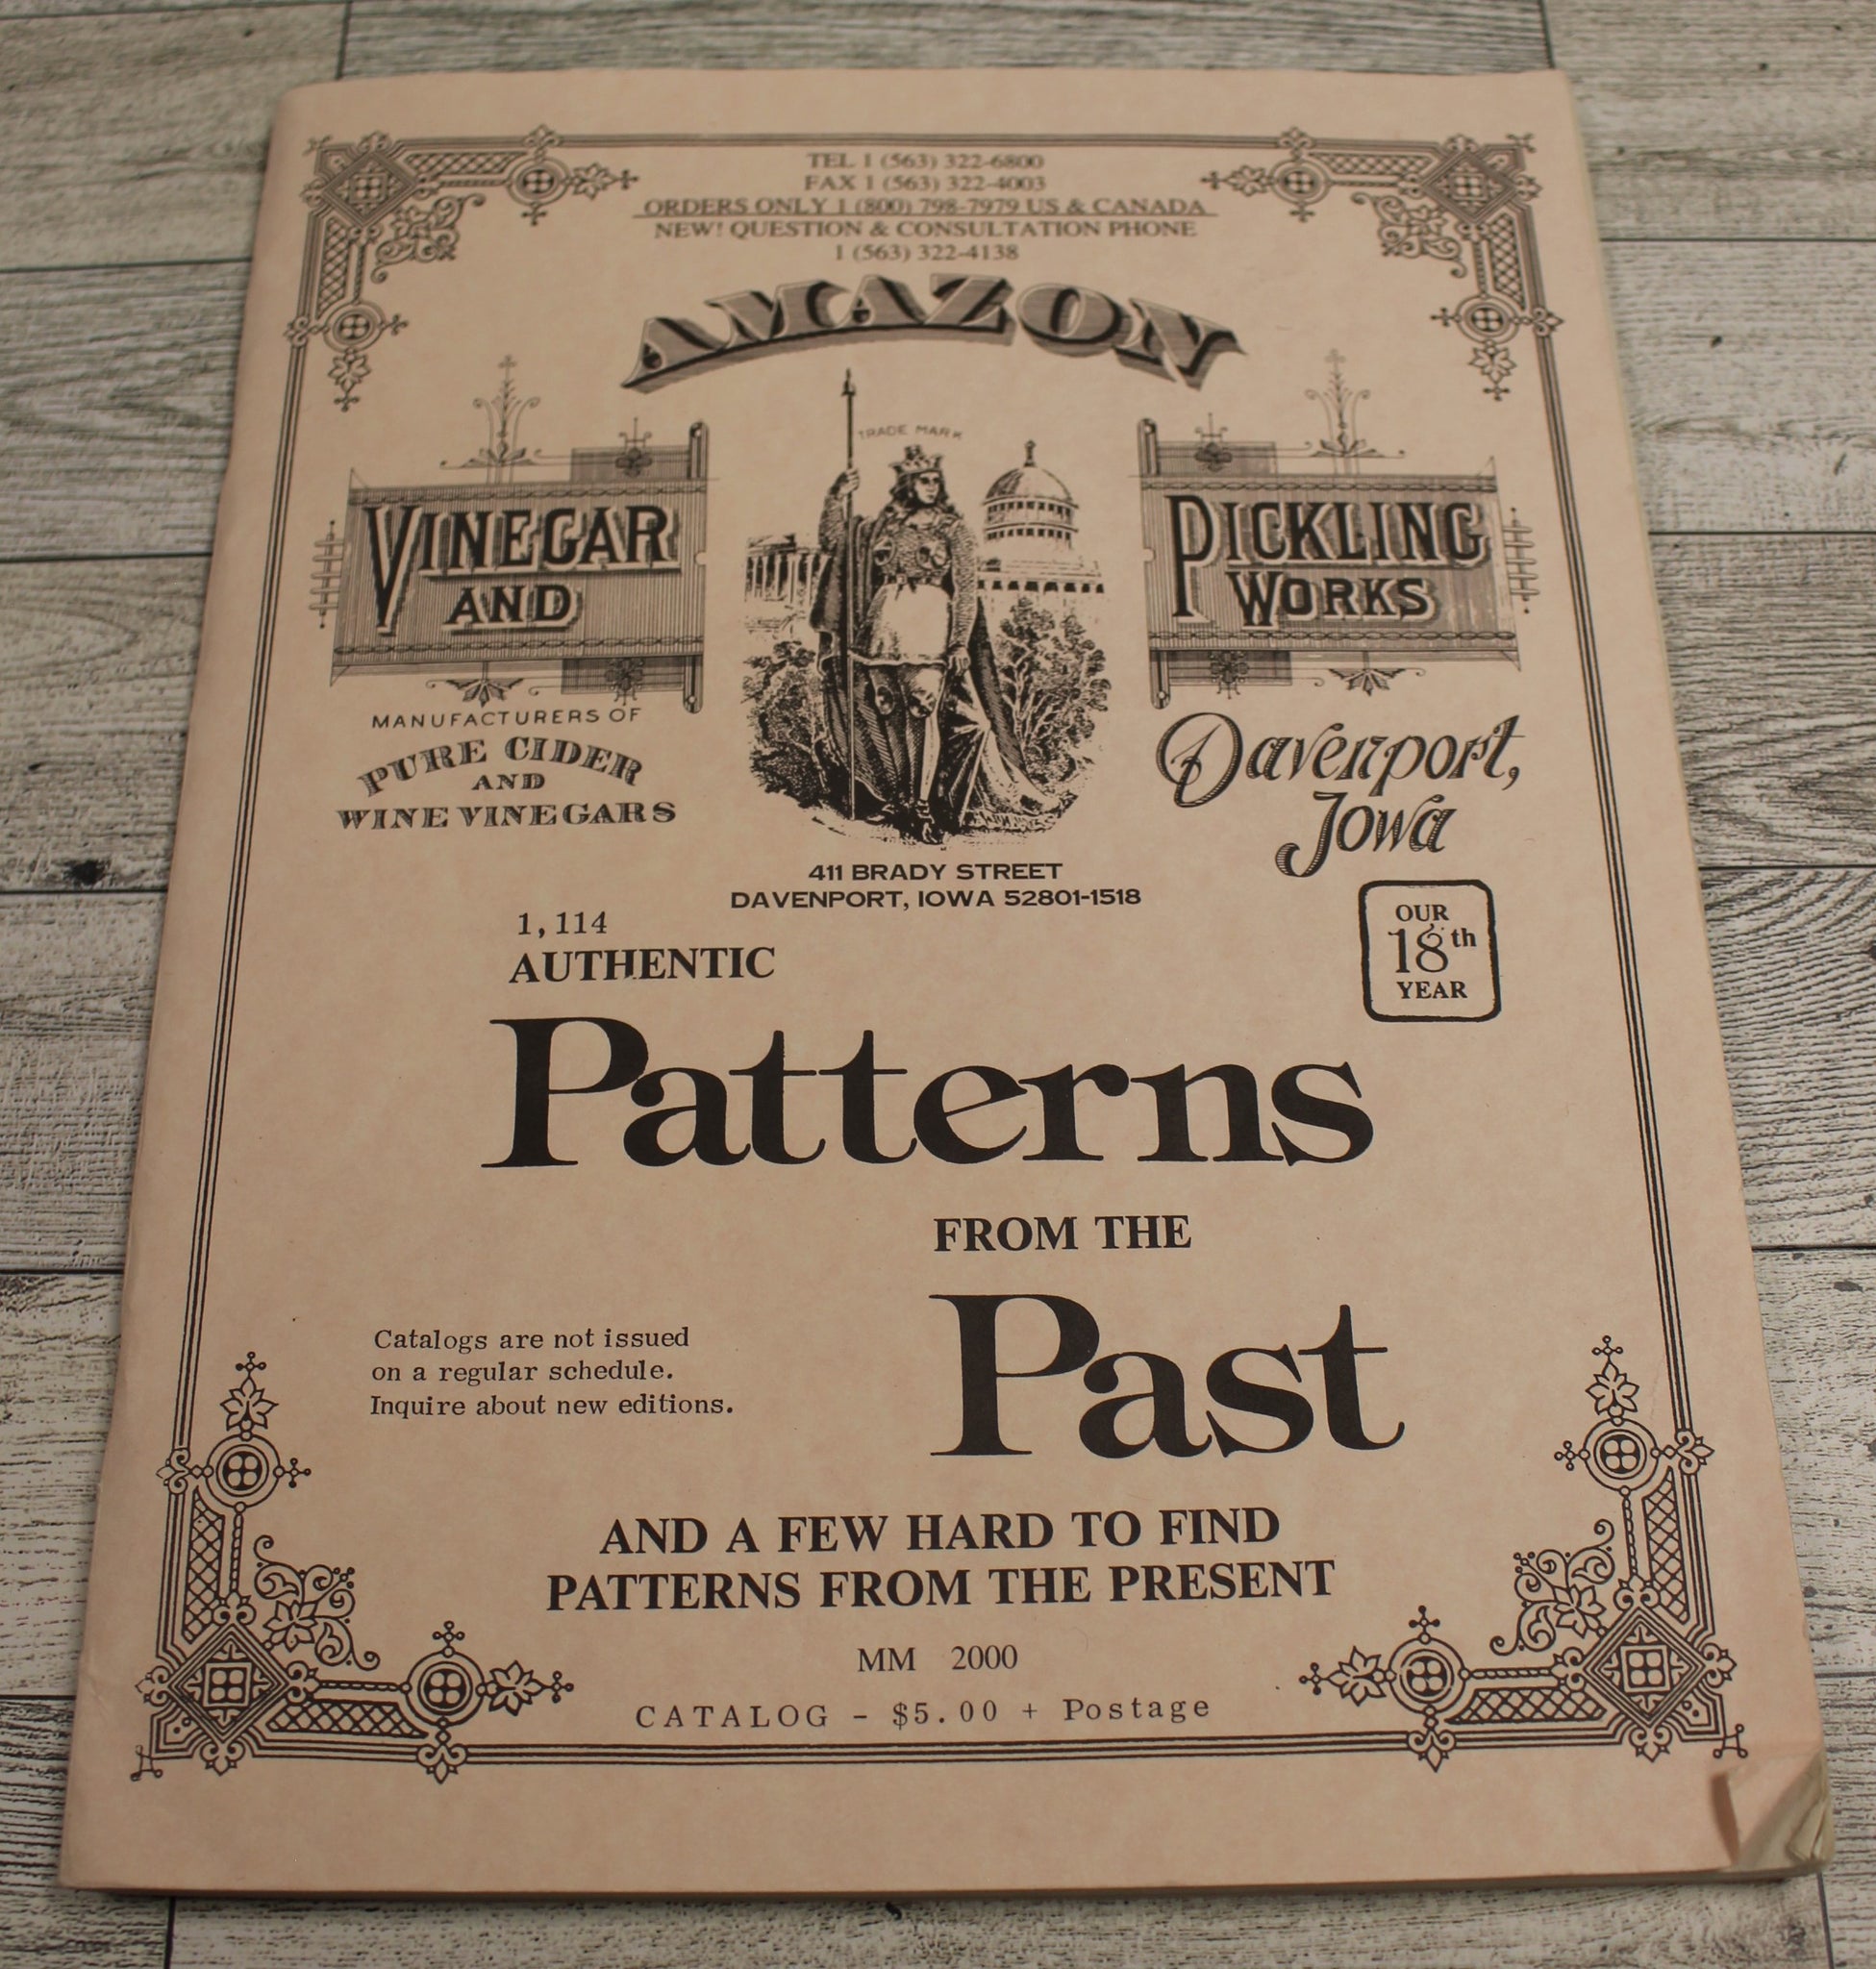 TEL 1 (563) 322-6800
FAX 1 (563) 322-4003
ORDERS ONLY 1 (800) 798-7979 US & CANADA
NEW! QUESTION & CONSULTATION PHONE
1 (563) 322-4138
AMAZON
TRADE MARK
VINEGAR
AND
PICKLING
WORKS
MANUFACTURERS OF
PURE CIDER
AND
WINE VINEGARS
Davenport,
Iowa
411 BRADY STREET
DAVENPORT, IOWA 52801-1518
OUR
18th
YEAR
1,114
AUTHENTIC
Patterns
FROM THE
Past
Catalogs are not issued
on a regular schedule.
Inquire about new editions.
AND A FEW HARD TO FIND
PATTERNS FROM THE PRESENT
MM 2000
CATALOG - $5.00 + Postage